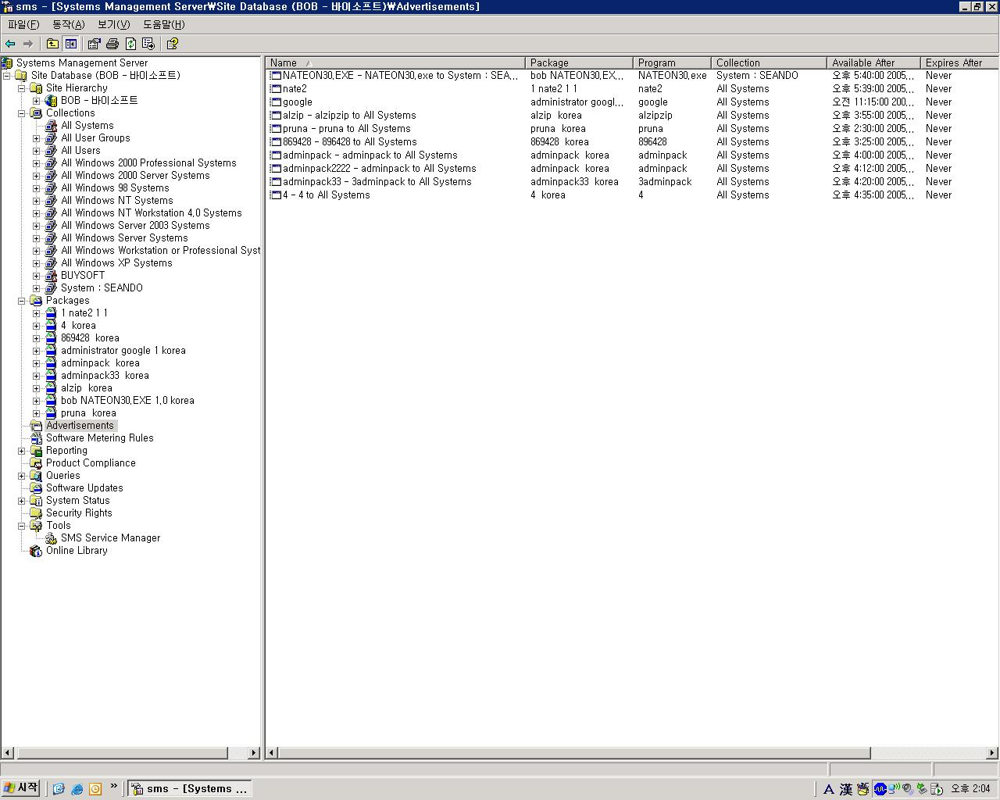 sms - [Systems Management Server₩Site Database (BOB - 바이소프트)₩Advertisements]
파일(F) 동작(A) 보기(V) 도움말(H)
Systems Management Server
Site Database (BOB - 바이소프트)
Site Hierarchy
BOB - 바이소프트
Collections
All Systems
All User Groups
All Users
All Windows 2000 Professional Systems
All Windows 2000 Server Systems
All Windows 98 Systems
All Windows NT Systems
All Windows NT Workstation 4.0 Systems
All Windows Server 2003 Systems
All Windows Server Systems
All Windows Workstation or Professional Syst
All Windows XP Systems
BUYSOFT
System : SEANDO
Packages
1 nate2 1 1
4 korea
869428 korea
administrator google 1 korea
adminpack korea
adminpack33 korea
alzip korea
bob NATEON30.EXE 1.0 korea
pruna korea
Advertisements
Software Metering Rules
Reporting
Product Compliance
Queries
Software Updates
System Status
Security Rights
Tools
SMS Service Manager
Online Library
Name Package Program Collection Available After Expires After
NATEON30.EXE - NATEON30.exe to System : SEA... bob NATEON30.EX... NATEON30.exe System : SEANDO 오후 5:40:00 2005... Never
nate2 1 nate2 1 1 nate2 All Systems 오후 5:39:00 2005... Never
google administrator googl... google All Systems 오전 11:15:00 200... Never
alzip - alzipzip to All Systems alzip korea alzipzip All Systems 오후 3:55:00 2005... Never
pruna - pruna to All Systems pruna korea pruna All Systems 오후 2:30:00 2005... Never
869428 - 896428 to All Systems 869428 korea 896428 All Systems 오후 3:25:00 2005... Never
adminpack - adminpack to All Systems adminpack korea adminpack All Systems 오후 4:00:00 2005... Never
adminpack2222 - adminpack to All Systems adminpack korea adminpack All Systems 오후 4:12:00 2005... Never
adminpack33 - 3adminpack to All Systems adminpack33 korea 3adminpack All Systems 오후 4:20:00 2005... Never
4 - 4 to All Systems 4 korea 4 All Systems 오후 4:35:00 2005... Never
시작 » sms - [Systems ... A 漢 오후 2:04